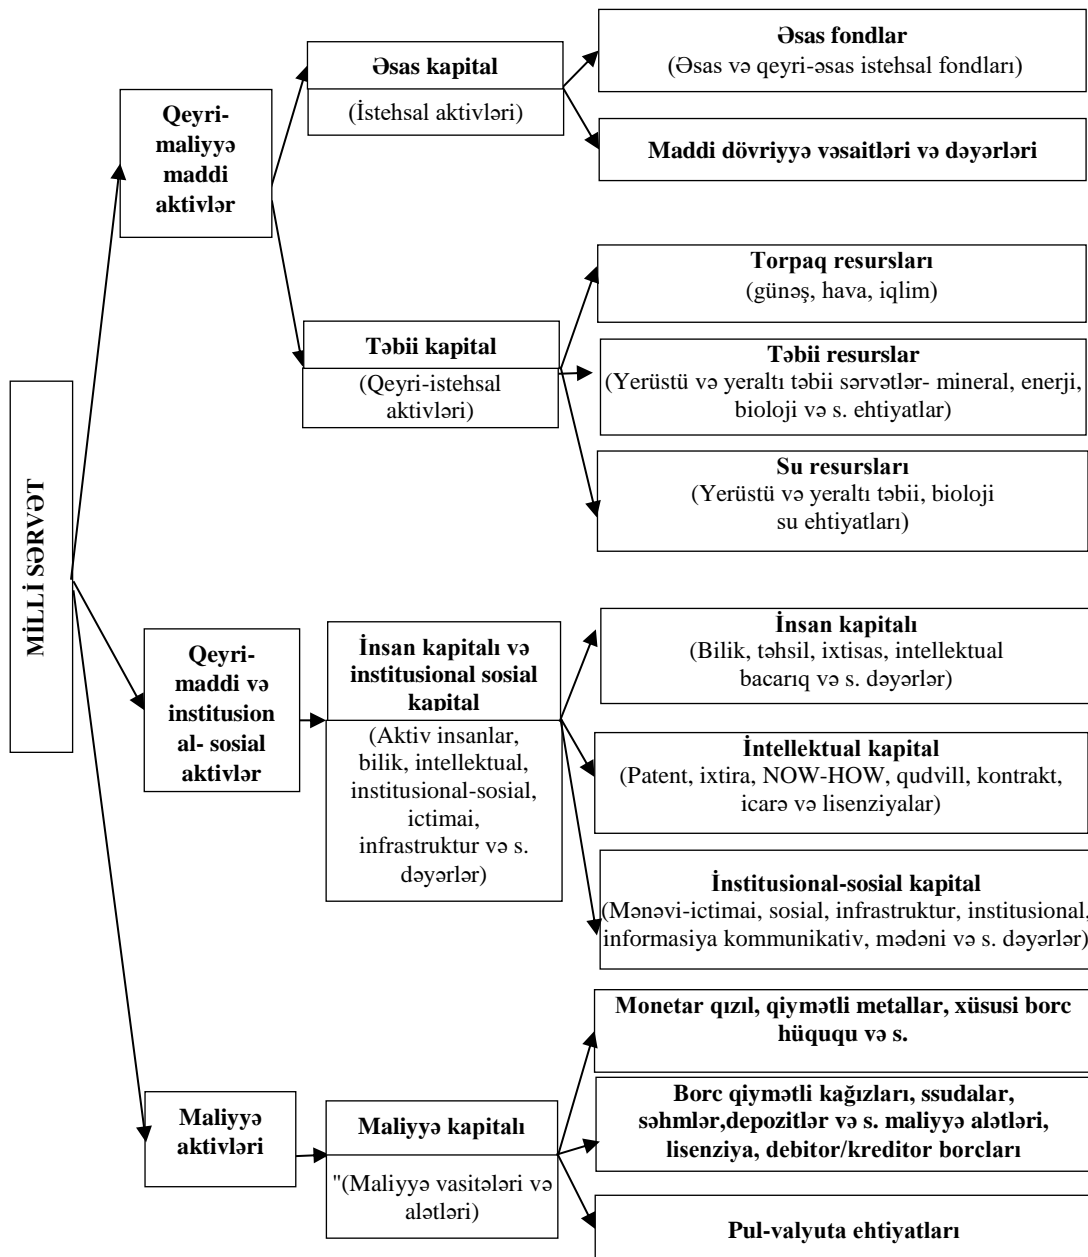 MİLLİ SƏRVƏT
Qeyri-
maliyyə
maddi
aktivlər
Əsas kapital
(İstehsal aktivləri)
Əsas fondlar
(Əsas və qeyri-əsas istehsal fondları)
Maddi dövriyyə vəsaitləri və dəyərləri
Təbii kapital
(Qeyri-istehsal
aktivləri)
Torpaq resursları
(günəş, hava, iqlim)
Təbii resurslar
(Yerüstü və yeraltı təbii sərvətlər- mineral, enerji,
bioloji və s. ehtiyatlar)
Su resursları
(Yerüstü və yeraltı təbii, bioloji
su ehtiyatları)
Qeyri-
maddi və
institusion
al- sosial
aktivlər
İnsan kapitalı və
institusional sosial
kapital
(Aktiv insanlar,
bilik, intellektual,
institusional-sosial,
ictimai,
infrastruktur və s.
dəyərlər)
İnsan kapitalı
(Bilik, təhsil, ixtisas, intellektual
bacarıq və s. dəyərlər)
İntellektual kapital
(Patent, ixtira, NOW-HOW, qudvill, kontrakt,
icarə və lisenziyalar)
İnstitusional-sosial kapital
(Mənəvi-ictimai, sosial, infrastruktur, institusional,
informasiya kommunikativ, mədəni və s. dəyərlər)
Maliyyə
aktivləri
Maliyyə kapitalı
"(Maliyyə vasitələri və
alətləri)
Monetar qızıl, qiymətli metallar, xüsusi borc
hüququ və s.
Borc qiymətli kağızları, ssudalar,
səhmlər,depozitlər və s. maliyyə alətləri,
lisenziya, debitor/kreditor borcları
Pul-valyuta ehtiyatları